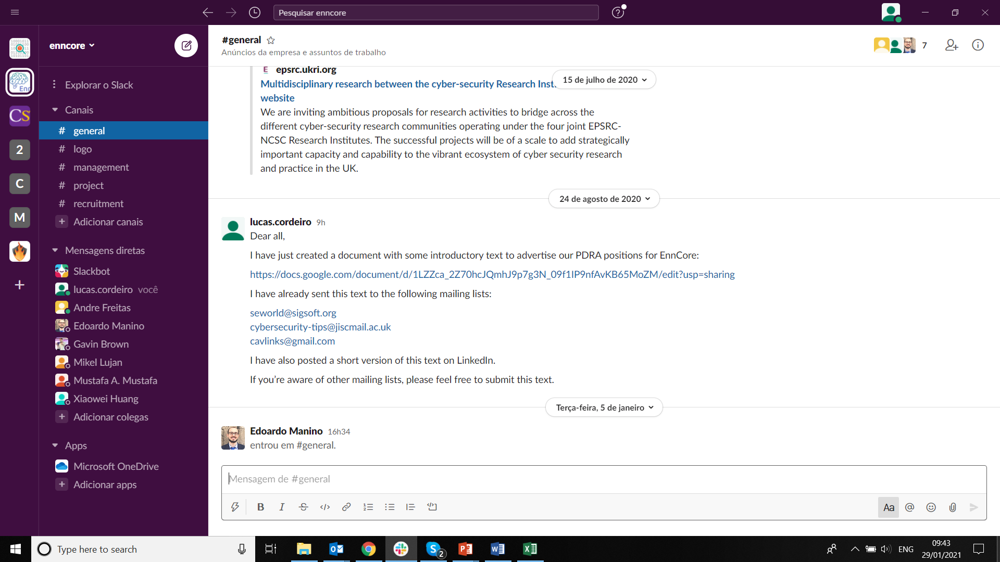 Pesquisar enncore
enncore
Explorar o Slack
Canais
# general
# logo
# management
# project
# recruitment
+ Adicionar canais
Mensagens diretas
Slackbot
lucas.cordeiro você
Andre Freitas
Edoardo Manino
Gavin Brown
Mikel Lujan
Mustafa A. Mustafa
Xiaowei Huang
+ Adicionar colegas
Apps
Microsoft OneDrive
+ Adicionar apps
Enr
CS
2
C
M
+
#general
Anúncios da empresa e assuntos de trabalho
7
E epsrc.ukri.org
15 de julho de 2020
Multidisciplinary research between the cyber-security Research
website
We are inviting ambitious proposals for research activities to bridge across the
different cyber-security research communities operating under the four joint EPSRC-
NCSC Research Institutes. The successful projects will be of a scale to add strategically
important capacity and capability to the vibrant ecosystem of cyber security research
and practice in the UK.
24 de agosto de 2020
lucas.cordeiro 9h
Dear all,
I have just created a document with some introductory text to advertise our PDRA positions for EnnCore:
https://docs.google.com/document/d/1LZZca_2Z70hcJQmhJ9p7g3N_09f1IP9nfAvKB65MoZM/edit?usp=sharing
I have already sent this text to the following mailing lists:
seworld@sigsoft.org
cybersecurity-tips@jiscmail.ac.uk
cavlinks@gmail.com
I have also posted a short version of this text on LinkedIn.
If you’re aware of other mailing lists, please feel free to submit this text.
Terça-feira, 5 de janeiro
Edoardo Manino 16h34
entrou em #general.
Mensagem de #general
B I S </> Aa @
Type here to search
2
ENG
09:43
29/01/2021